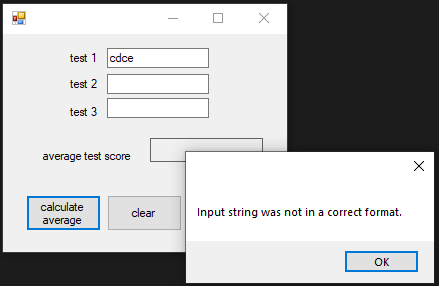 test 1 cdce
test 2
test 3
average test score
calculate
average
clear
Input string was not in a correct format.
OK